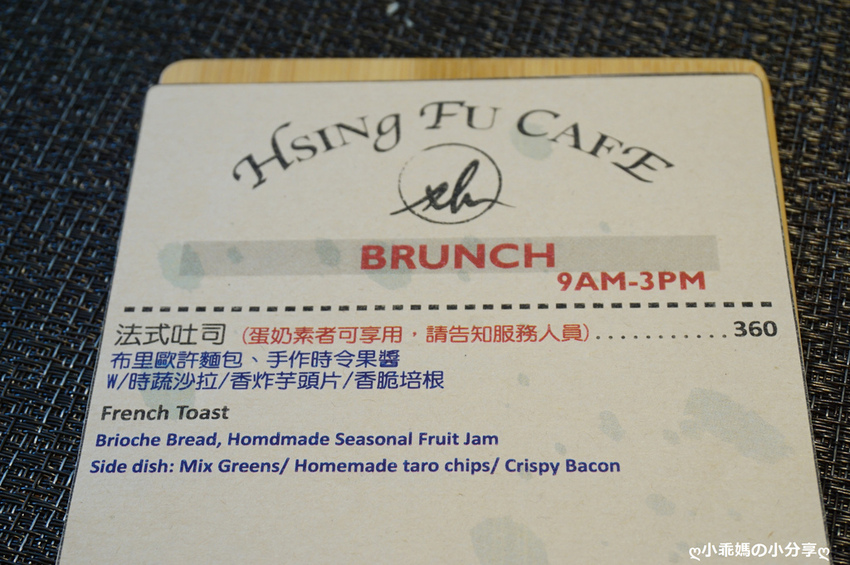 HSINg FU CAFE
BRUNCH
9AM-3PM
法式吐司 (蛋奶素者可享用，請告知服務人員)...........360
布里歐許麵包、手作時令果醬
W/時蔬沙拉/香炸芋頭片/香脆培根
French Toast
Brioche Bread, Homdmade Seasonal Fruit Jam
Side dish: Mix Greens/ Homemade taro chips/ Crispy Bacon
ღ小乖媽の小分享ღ